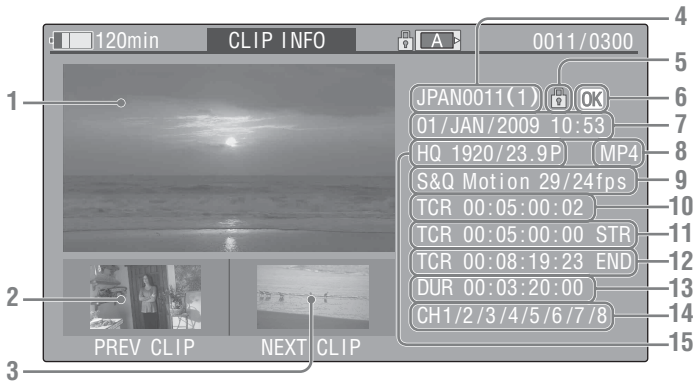 4
120min CLIP INFO A 0011/0300
5
1 JPAN0011(1) OK 6
01/JAN/2009 10:53 7
HQ 1920/23.9P MP4 8
S&Q Motion 29/24fps 9
TCR 00:05:00:02 10
TCR 00:05:00:00 STR 11
TCR 00:08:19:23 END 12
2 DUR 00:03:20:00 13
CH1/2/3/4/5/6/7/8 14
PREV CLIP NEXT CLIP 15
3